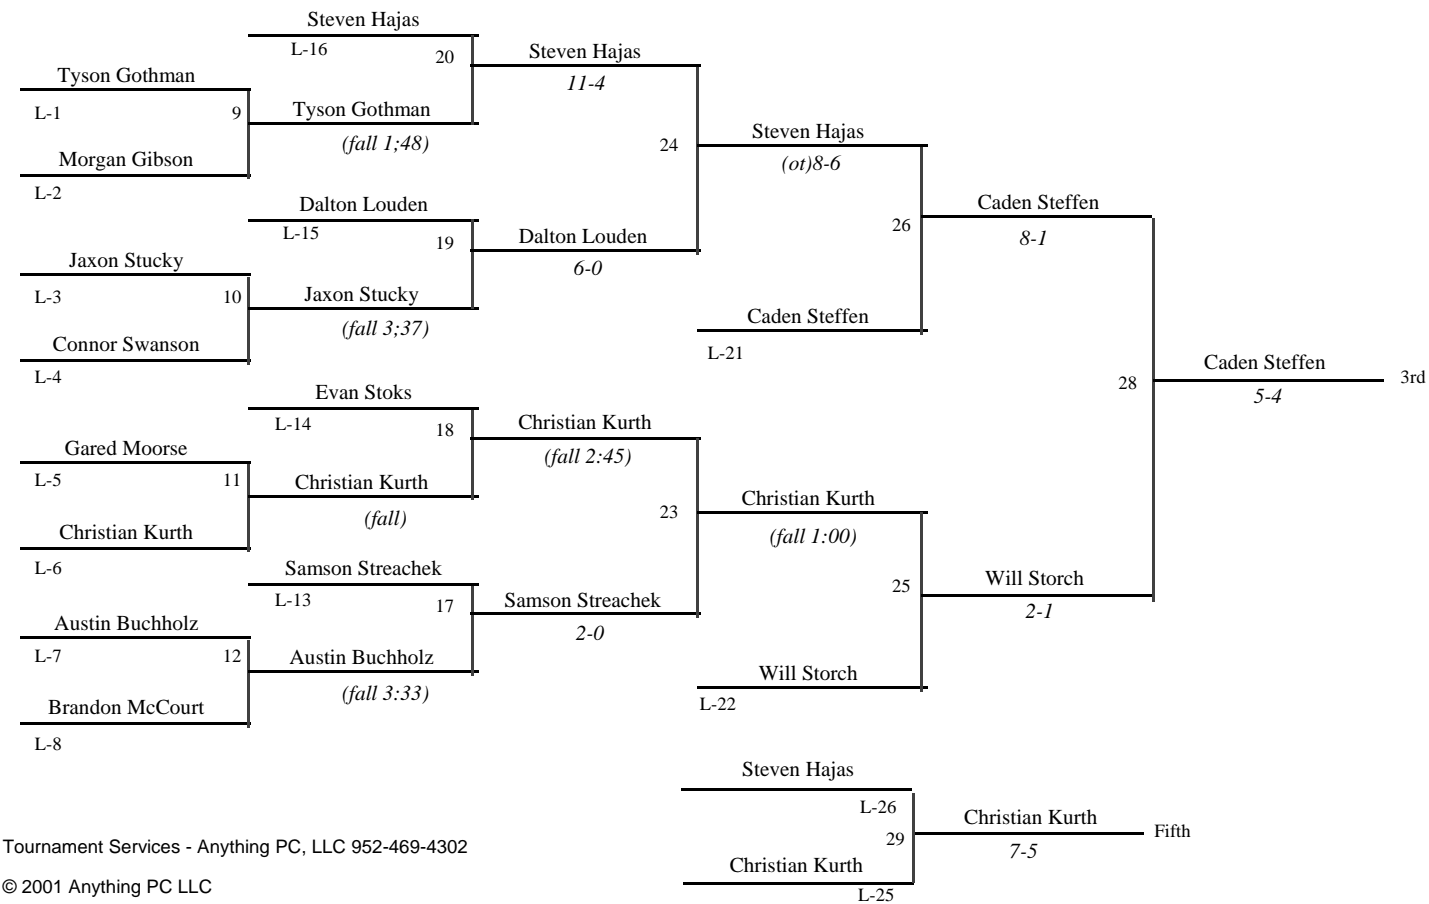 Steven Hajas
L-16
20
Steven Hajas
11-4
Tyson Gothman
L-1
9
Tyson Gothman
(fall 1;48)
Morgan Gibson
L-2
24
Steven Hajas
(ot)8-6
Dalton Louden
L-15
19
Dalton Louden
6-0
26
Caden Steffen
8-1
Jaxon Stucky
L-3
10
Jaxon Stucky
(fall 3;37)
Connor Swanson
L-4
Caden Steffen
L-21
28
Caden Steffen
5-4
3rd
Evan Stoks
L-14
18
Christian Kurth
(fall 2:45)
Gared Moorse
L-5
11
Christian Kurth
(fall)
Christian Kurth
L-6
23
Christian Kurth
(fall 1:00)
Samson Streachek
L-13
17
Samson Streachek
2-0
25
Will Storch
2-1
Austin Buchholz
L-7
12
Austin Buchholz
(fall 3:33)
Brandon McCourt
L-8
Will Storch
L-22
Steven Hajas
L-26
29
Christian Kurth
7-5
Fifth
Christian Kurth
L-25
Tournament Services - Anything PC, LLC 952-469-4302
© 2001 Anything PC LLC